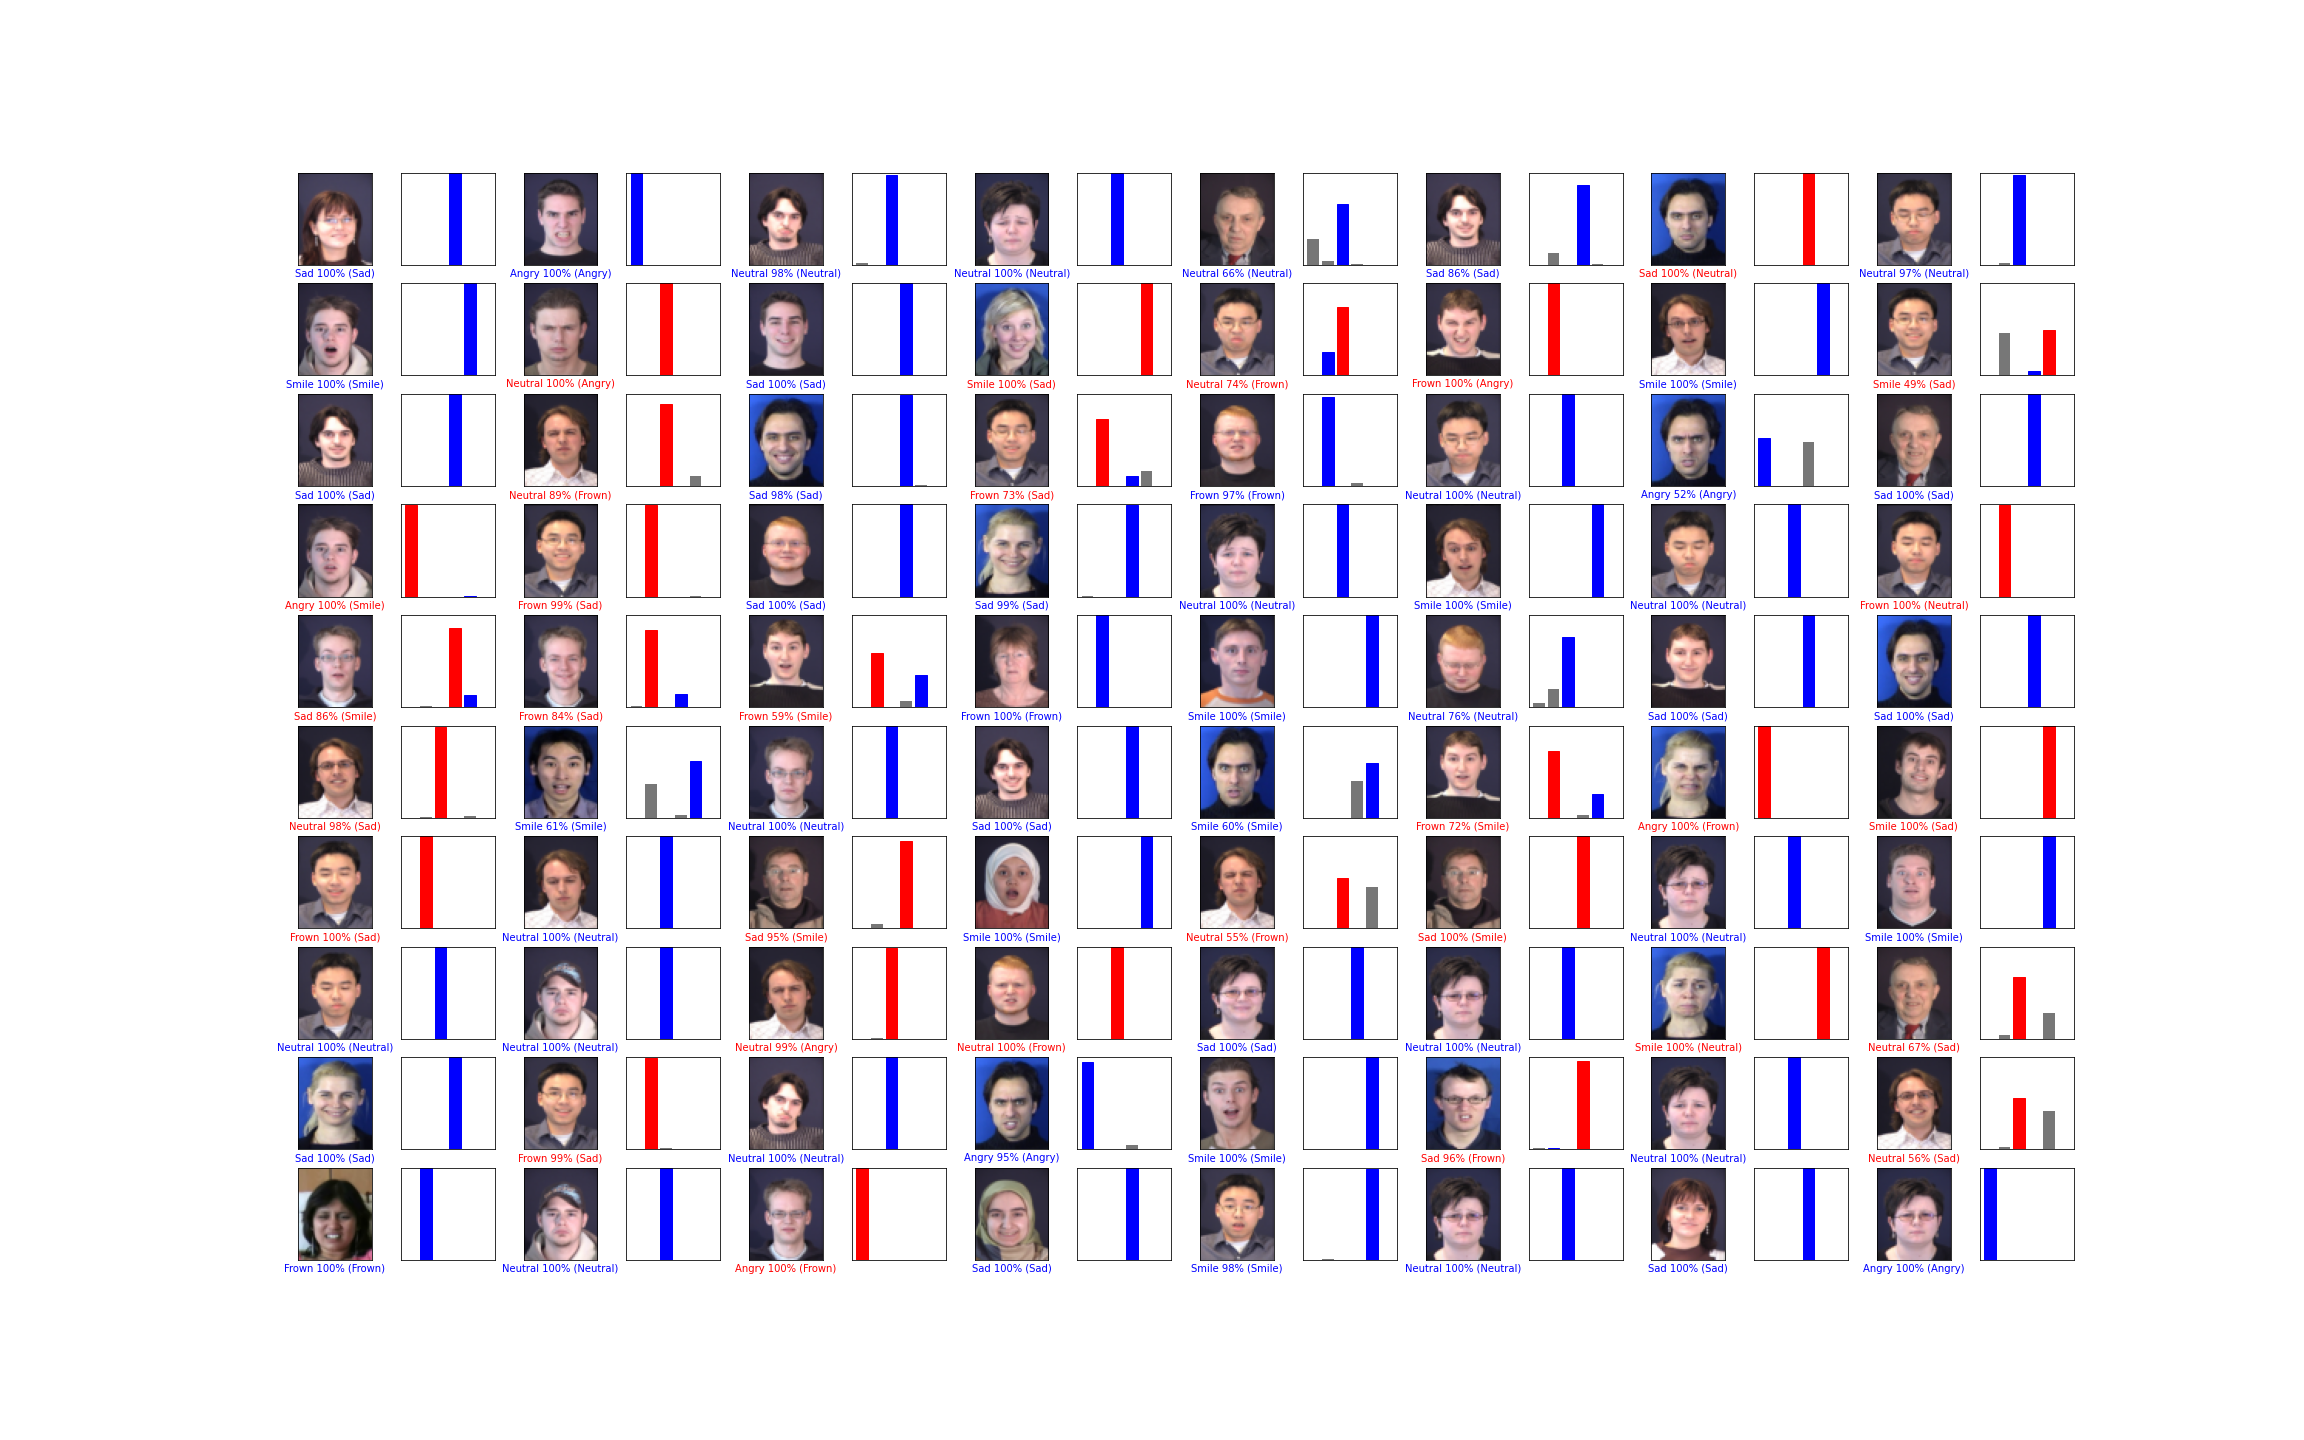 Sad 100% (Sad)
Angry 100% (Angry)
Neutral 98% (Neutral)
Neutral 100% (Neutral)
Neutral 66% (Neutral)
Sad 86% (Sad)
Sad 100% (Neutral)
Neutral 97% (Neutral)
Smile 100% (Smile)
Neutral 100% (Angry)
Sad 100% (Sad)
Smile 100% (Sad)
Neutral 74% (Frown)
Frown 100% (Angry)
Smile 100% (Smile)
Smile 49% (Sad)
Sad 100% (Sad)
Neutral 89% (Frown)
Sad 98% (Sad)
Frown 73% (Sad)
Frown 97% (Frown)
Neutral 100% (Neutral)
Angry 52% (Angry)
Sad 100% (Sad)
Angry 100% (Smile)
Frown 99% (Sad)
Sad 100% (Sad)
Sad 99% (Sad)
Neutral 100% (Neutral)
Smile 100% (Smile)
Neutral 100% (Neutral)
Frown 100% (Neutral)
Sad 86% (Smile)
Frown 84% (Sad)
Frown 59% (Smile)
Frown 100% (Frown)
Smile 100% (Smile)
Neutral 76% (Neutral)
Sad 100% (Sad)
Sad 100% (Sad)
Neutral 98% (Sad)
Smile 61% (Smile)
Neutral 100% (Neutral)
Sad 100% (Sad)
Smile 60% (Smile)
Frown 72% (Smile)
Angry 100% (Frown)
Smile 100% (Sad)
Frown 100% (Sad)
Neutral 100% (Neutral)
Sad 95% (Smile)
Smile 100% (Smile)
Neutral 55% (Frown)
Sad 100% (Smile)
Neutral 100% (Neutral)
Smile 100% (Smile)
Neutral 100% (Neutral)
Neutral 100% (Neutral)
Neutral 99% (Angry)
Neutral 100% (Frown)
Sad 100% (Sad)
Neutral 100% (Neutral)
Smile 100% (Neutral)
Neutral 67% (Sad)
Sad 100% (Sad)
Frown 99% (Sad)
Neutral 100% (Neutral)
Angry 95% (Angry)
Smile 100% (Smile)
Sad 96% (Frown)
Neutral 100% (Neutral)
Neutral 56% (Sad)
Frown 100% (Frown)
Neutral 100% (Neutral)
Angry 100% (Frown)
Sad 100% (Sad)
Smile 98% (Smile)
Neutral 100% (Neutral)
Sad 100% (Sad)
Angry 100% (Angry)